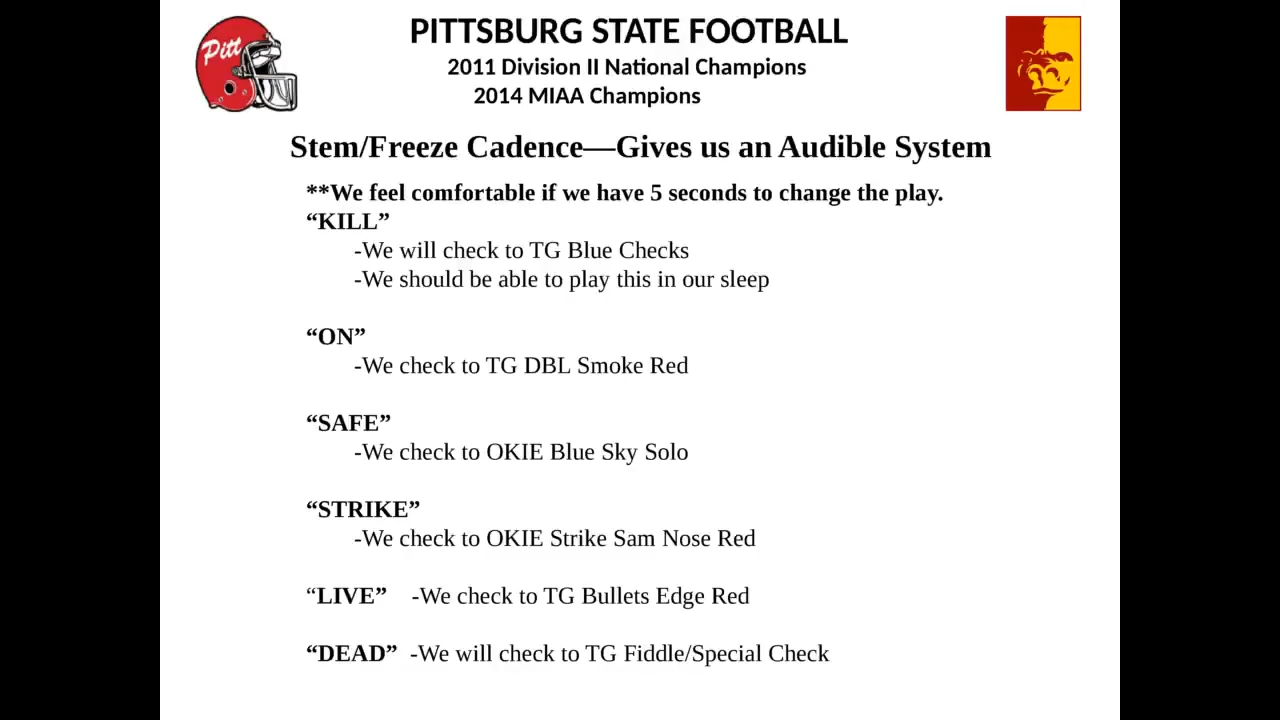 Pitt
PITTSBURG STATE FOOTBALL
2011 Division II National Champions
2014 MIAA Champions
Stem/Freeze Cadence—Gives us an Audible System
**We feel comfortable if we have 5 seconds to change the play.
“KILL”
-We will check to TG Blue Checks
-We should be able to play this in our sleep
“ON”
-We check to TG DBL Smoke Red
“SAFE”
-We check to OKIE Blue Sky Solo
“STRIKE”
-We check to OKIE Strike Sam Nose Red
“LIVE” -We check to TG Bullets Edge Red
“DEAD” -We will check to TG Fiddle/Special Check